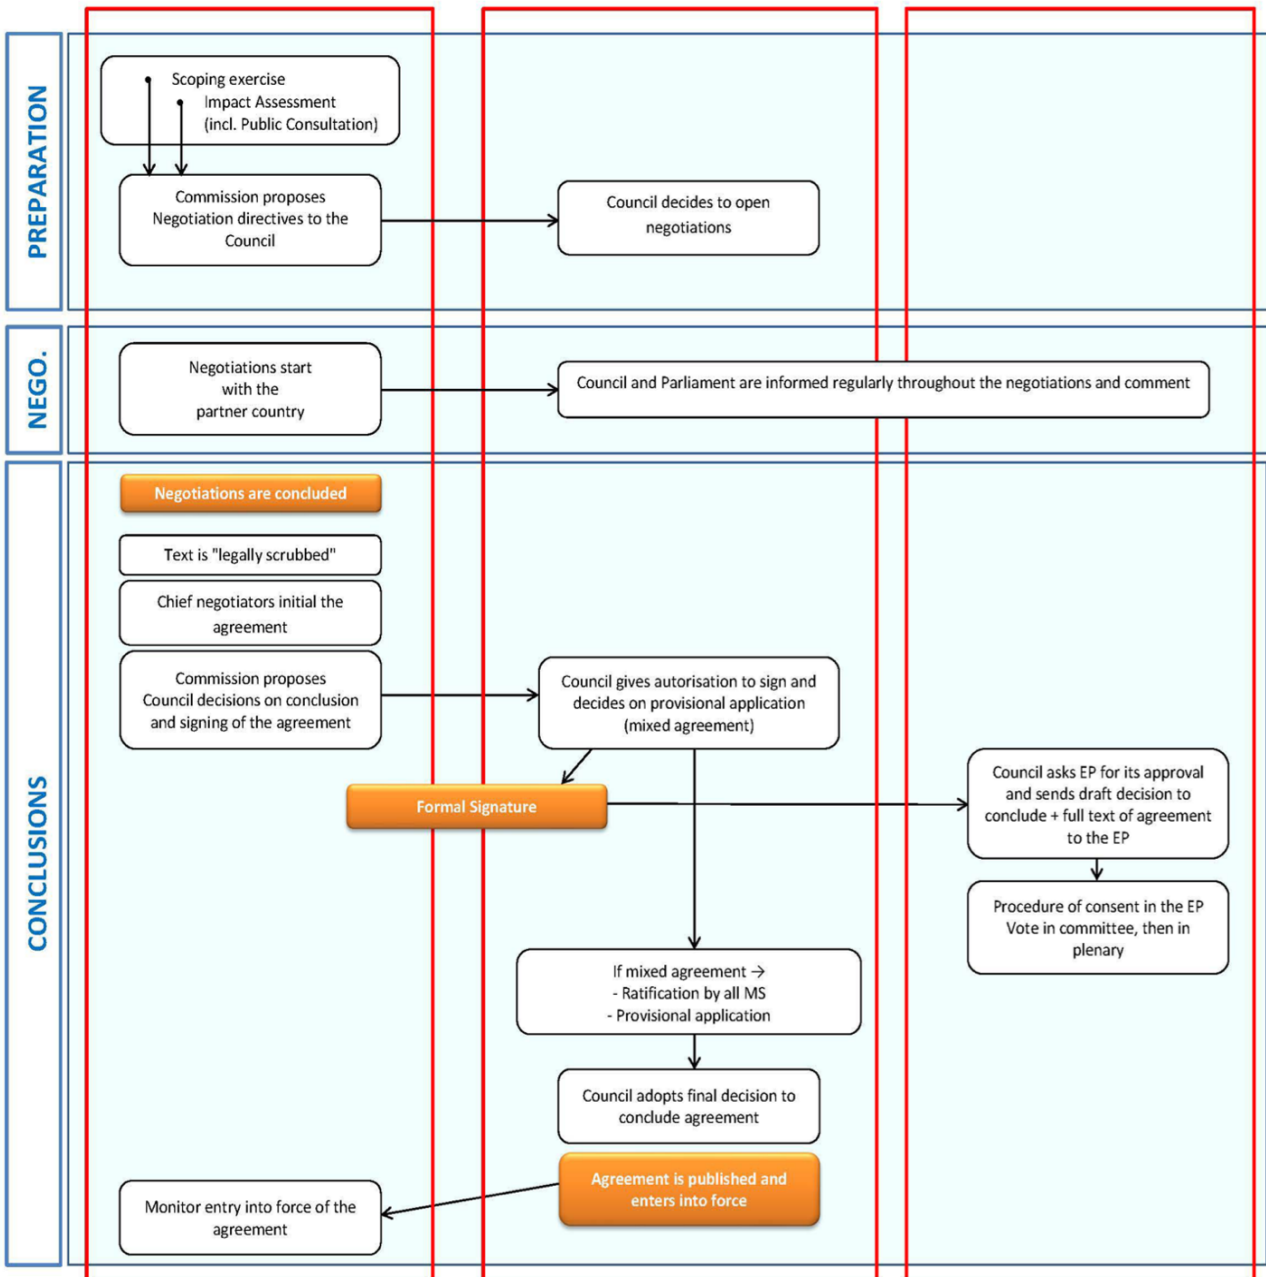 PREPARATION
Scoping exercise
Impact Assessment
(incl. Public Consultation)
Commission proposes
Negotiation directives to the
Council
Council decides to open
negotiations
NEGO.
Negotiations start
with the
partner country
Council and Parliament are informed regularly throughout the negotiations and comment
CONCLUSIONS
Negotiations are concluded
Text is "legally scrubbed"
Chief negotiators initial the
agreement
Commission proposes
Council decisions on conclusion
and signing of the agreement
Council gives autorisation to sign and
decides on provisional application
(mixed agreement)
Formal Signature
Council asks EP for its approval
and sends draft decision to
conclude + full text of agreement
to the EP
Procedure of consent in the EP
Vote in committee, then in
plenary
If mixed agreement →
- Ratification by all MS
- Provisional application
Council adopts final decision to
conclude agreement
Agreement is published and
enters into force
Monitor entry into force of the
agreement